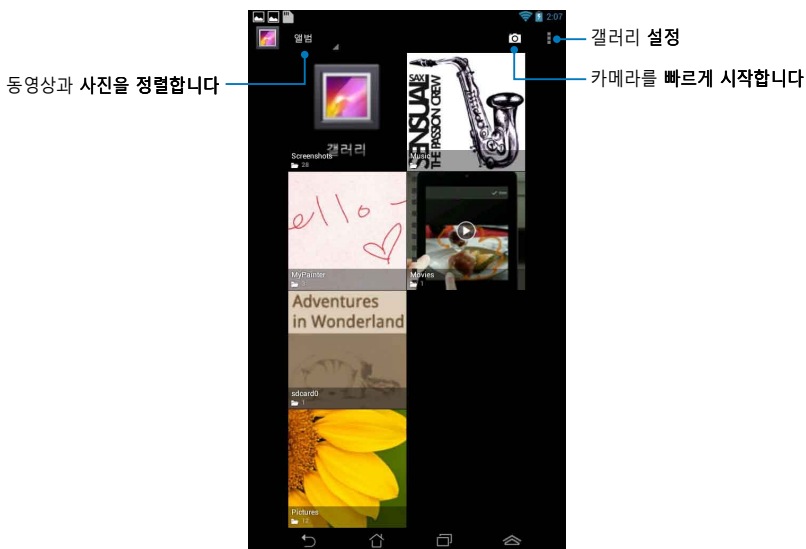 2:07
앨범
갤러리 설정
동영상과 사진을 정렬합니다
카메라를 빠르게 시작합니다
갤러리
Screenshots
28
SAX
SENSUAL
THE PASSION CREW
Music
ello -
MyPainter
1
Movies
1
Adventures
in Wonderland
sdcard0
1
Pictures
12